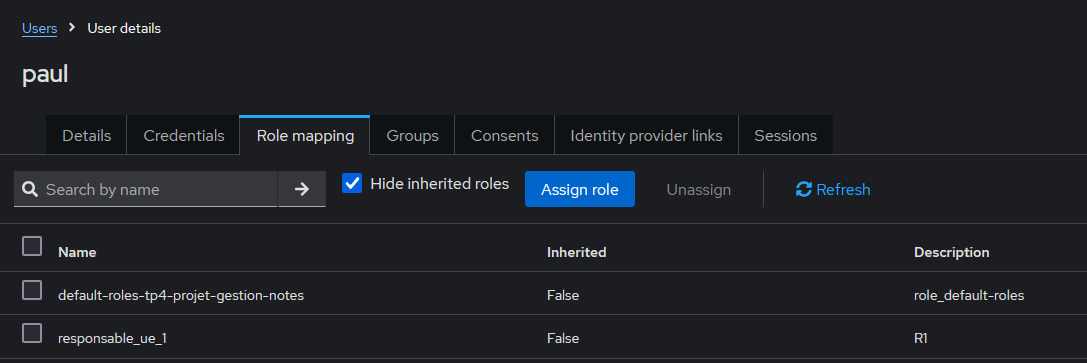 Users > User details
paul
Details Credentials Role mapping Groups Consents Identity provider links Sessions
Search by name Hide inherited roles Assign role Unassign Refresh
Name Inherited Description
default-roles-tp4-projet-gestion-notes False role_default-roles
responsable_ue_1 False R1